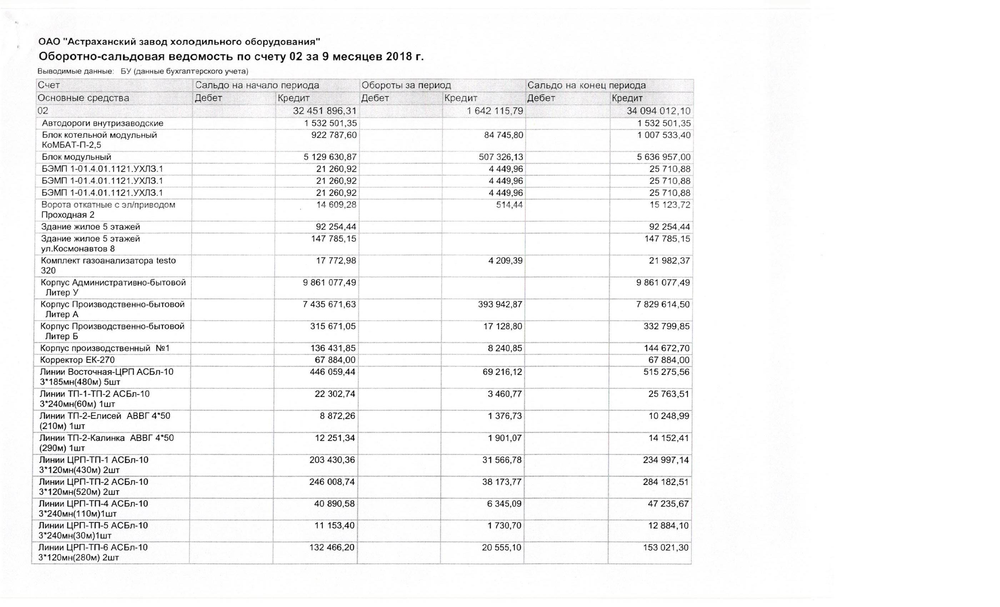 ОАО "Астраханский завод холодильного оборудования"
Оборотно-сальдовая ведомость по счету 02 за 9 месяцев 2018 г.
Выводимые данные: БУ (данные бухгалтерского учета)
Счет Сальдо на начало периода Обороты за период Сальдо на конец периода
Основные средства Дебет Кредит Дебет Кредит Дебет Кредит
02 32 451 896,31 1 642 115,79 34 094 012,10
Автодороги внутризаводские 1 532 501,35 1 532 501,35
Блок котельной модульный 922 787,60 84 745,80 1 007 533,40
КоМБАТ-П-2,5
Блок модульный 5 129 630,87 507 326,13 5 636 957,00
БЭМП 1-01.4.01.1121.УХЛЗ.1 21 260,92 4 449,96 25 710,88
БЭМП 1-01.4.01.1121.УХЛЗ.1 21 260,92 4 449,96 25 710,88
БЭМП 1-01.4.01.1121.УХЛЗ.1 21 260,92 4 449,96 25 710,88
Ворота откатные с эл/приводом 14 609,28 514,44 15 123,72
Проходная 2
Здание жилое 5 этажей 92 254,44 92 254,44
Здание жилое 5 этажей 147 785,15 147 785,15
ул.Космонавтов 8
Комплект газоанализатора testo 17 772,98 4 209,39 21 982,37
320
Корпус Административно-бытовой 9 861 077,49 9 861 077,49
Литер У
Корпус Производственно-бытовой 7 435 671,63 393 942,87 7 829 614,50
Литер А
Корпус Производственно-бытовой 315 671,05 17 128,80 332 799,85
Литер Б
Корпус производственный №1 136 431,85 8 240,85 144 672,70
Корректор ЕК-270 67 884,00 67 884,00
Линии Восточная-ЦРП АСБл-10 446 059,44 69 216,12 515 275,56
3*185мн(480м) 5шт
Линии ТП-1-ТП-2 АСБл-10 22 302,74 3 460,77 25 763,51
3*240мн(60м) 1шт
Линии ТП-2-Елисей АВВГ 4*50 8 872,26 1 376,73 10 248,99
(210м) 1шт
Линии ТП-2-Калинка АВВГ 4*50 12 251,34 1 901,07 14 152,41
(290м) 1шт
Линии ЦРП-ТП-1 АСБл-10 203 430,36 31 566,78 234 997,14
3*120мн(430м) 2шт
Линии ЦРП-ТП-2 АСБл-10 246 008,74 38 173,77 284 182,51
3*120мн(520м) 2шт
Линии ЦРП-ТП-4 АСБл-10 40 890,58 6 345,09 47 235,67
3*240мн(110м)1шт
Линии ЦРП-ТП-5 АСБл-10 11 153,40 1 730,70 12 884,10
3*240мн(30м)1шт
Линии ЦРП-ТП-6 АСБл-10 132 466,20 20 555,10 153 021,30
3*120мн(280м) 2шт